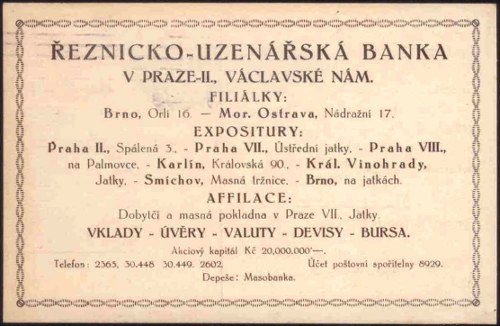 ŘEZNICKO-UZENÁŘSKÁ BANKA
V PRAZE-II., VÁCLAVSKÉ NÁM.
FILIÁLKY:
Brno, Orlí 16. — Mor. Ostrava, Nádražní 17.
EXPOSITURY:
Praha II., Spálená 3., - Praha VII., Ústřední jatky, - Praha VIII.,
na Palmovce, - Karlín, Královská 90., - Král. Vinohrady,
Jatky, - Smíchov, Masná tržnice, - Brno, na jatkách.
AFFILACE:
Dobytčí a masná pokladna v Praze VII., Jatky.
VKLADY - ÚVĚRY - VALUTY - DEVISY - BURSA.
Akciový kapitál Kč 20,000.000'—.
Telefon: 2363, 30.448 30.449. 2602. Účet poštovní spořitelny 8929.
Depeše: Masobanka.